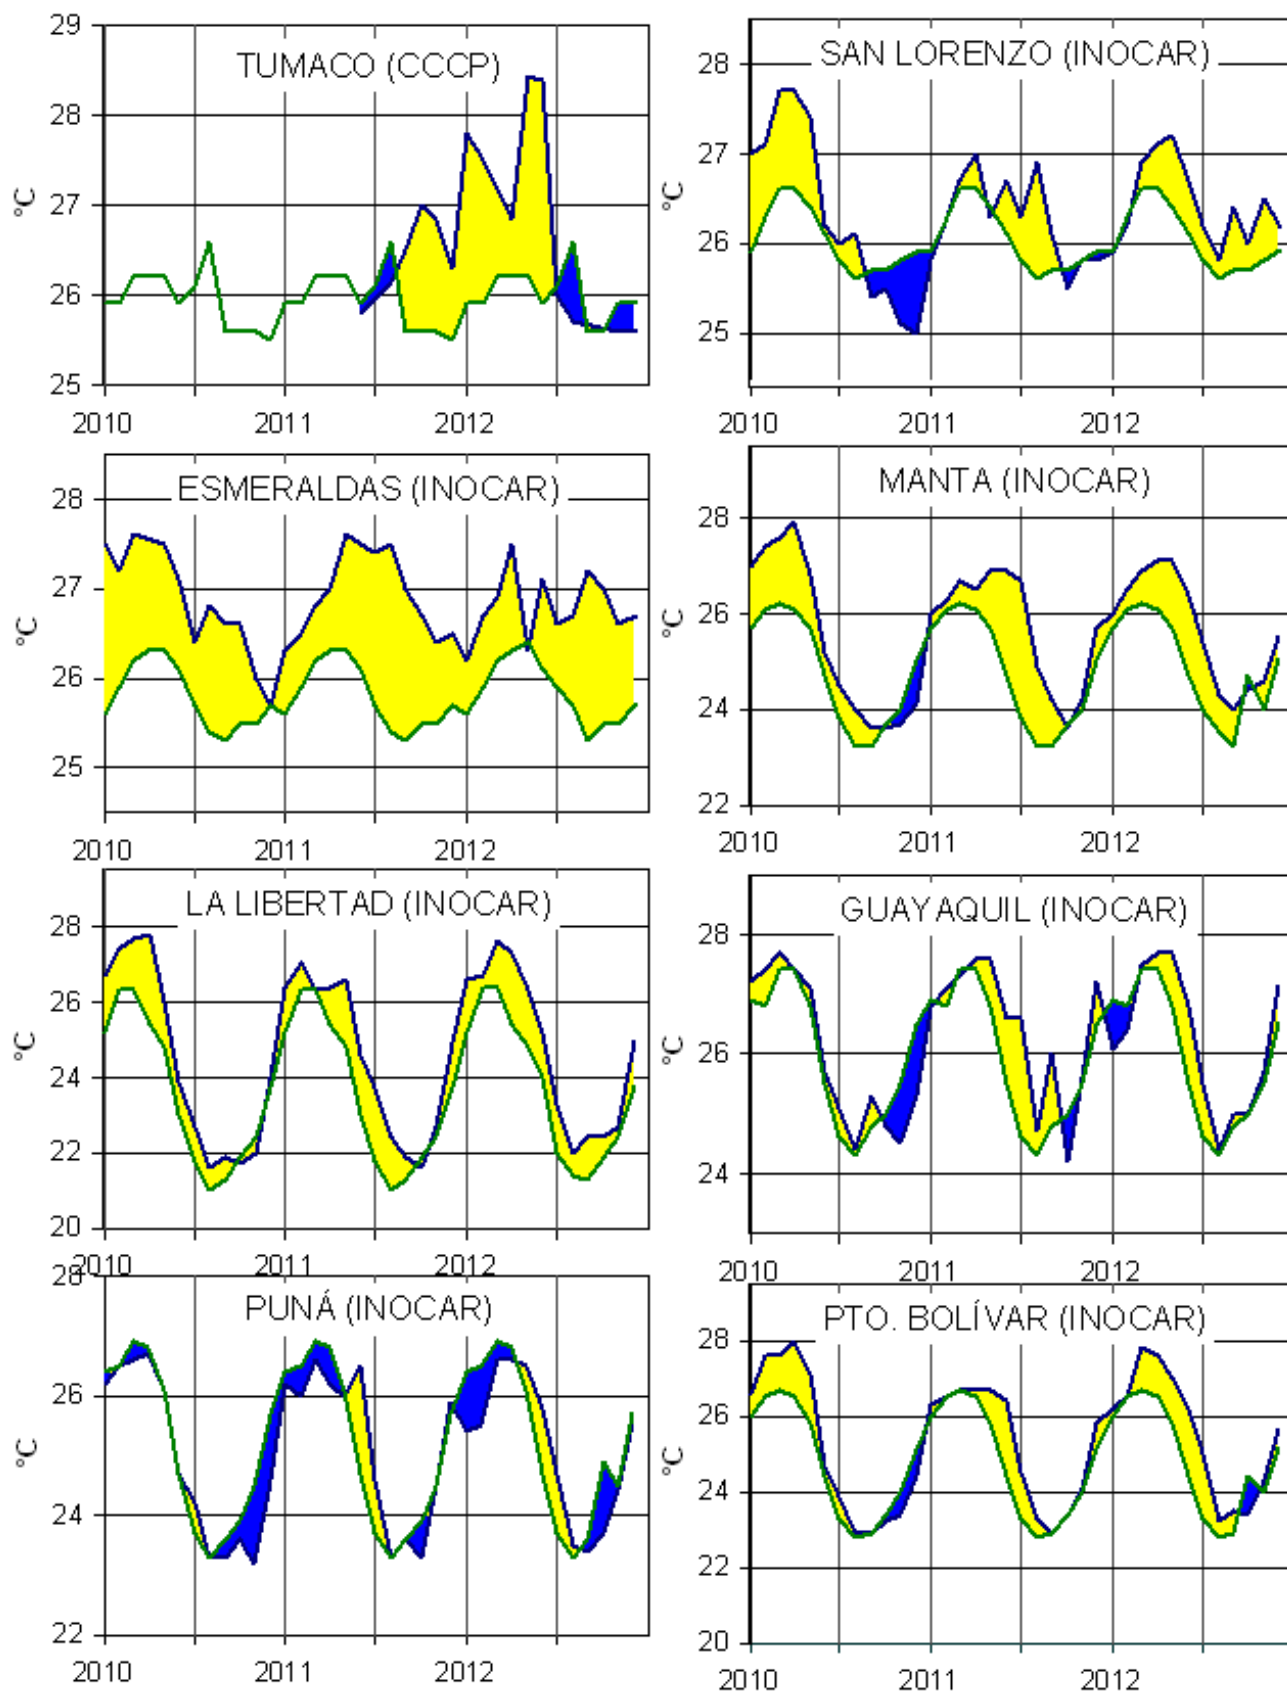 TUMACO (CCCP)
29
28
27
26
25
°C
2010 2011 2012
SAN LORENZO (INOCAR)
28
27
26
25
°C
2010 2011 2012
ESMERALDAS (INOCAR)
28
27
26
25
°C
2010 2011 2012
MANTA (INOCAR)
28
26
24
22
°C
2010 2011 2012
LA LIBERTAD (INOCAR)
28
26
24
22
20
°C
2010 2011 2012
GUAYAQUIL (INOCAR)
28
26
24
°C
2010 2011 2012
PUNÁ (INOCAR)
28
26
24
22
°C
2010 2011 2012
PTO. BOLÍVAR (INOCAR)
28
26
24
22
20
°C
2010 2011 2012